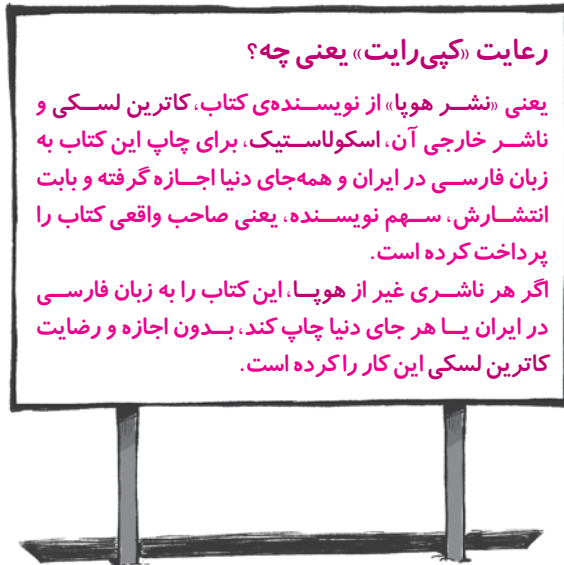 رعایت «کپی‌رایت» یعنی چه؟
یعنی «نشر هوپا» از نویسنده‌ی کتاب، کاترین لسکی و
ناشر خارجی آن، اسکولاستیک، برای چاپ این کتاب به
زبان فارسی در ایران و همه‌جای دنیا اجازه گرفته و بابت
انتشارش، سهم نویسنده، یعنی صاحب واقعی کتاب را
پرداخت کرده است.
اگر هر ناشری غیر از هوپا، این کتاب را به زبان فارسی
در ایران یا هر جای دنیا چاپ کند، بدون اجازه و رضایت
کاترین لسکی این کار را کرده است.